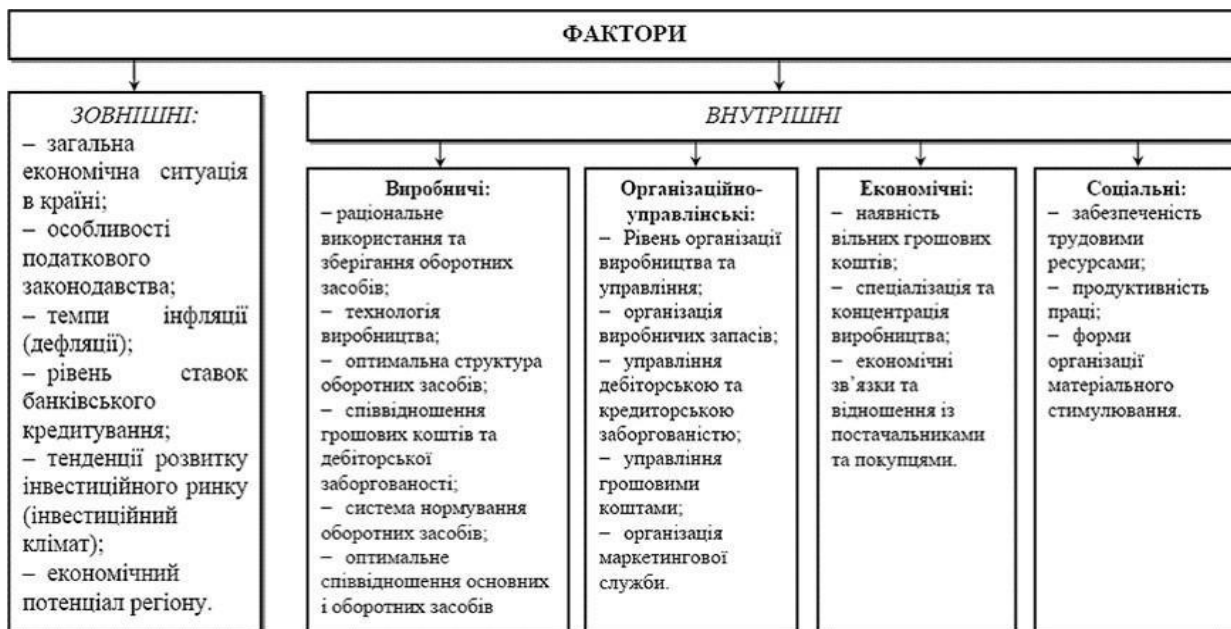 ФАКТОРИ
ЗОВНІШНІ:
– загальна
економічна ситуація
в країні;
– особливості
податкового
законодавства;
– темпи інфляції
(дефляції);
– рівень ставок
банківського
кредитування;
– тенденції розвитку
інвестиційного ринку
(інвестиційний
клімат);
– економічний
потенціал регіону.
ВНУТРІШНІ
Виробничі:
– раціональне
використання та
зберігання оборотних
засобів;
– технологія
виробництва;
– оптимальна структура
оборотних засобів;
– співвідношення
грошових коштів та
дебіторської
заборгованості;
– система нормування
оборотних засобів;
– оптимальне
співвідношення основних
і оборотних засобів
Організаційно-
управлінські:
– Рівень організації
виробництва та
управління;
– організація
виробничих запасів;
– управління
дебіторською та
кредиторською
заборгованістю;
– управління
грошовими
коштами;
– організація
маркетингової
служби.
Економічні:
– наявність
вільних грошових
коштів;
– спеціалізація та
концентрація
виробництва;
– економічні
зв’язки та
відношення із
постачальниками
та покупцями.
Соціальні:
– забезпеченість
трудовими
ресурсами;
– продуктивність
праці;
– форми
організації
матеріального
стимулювання.